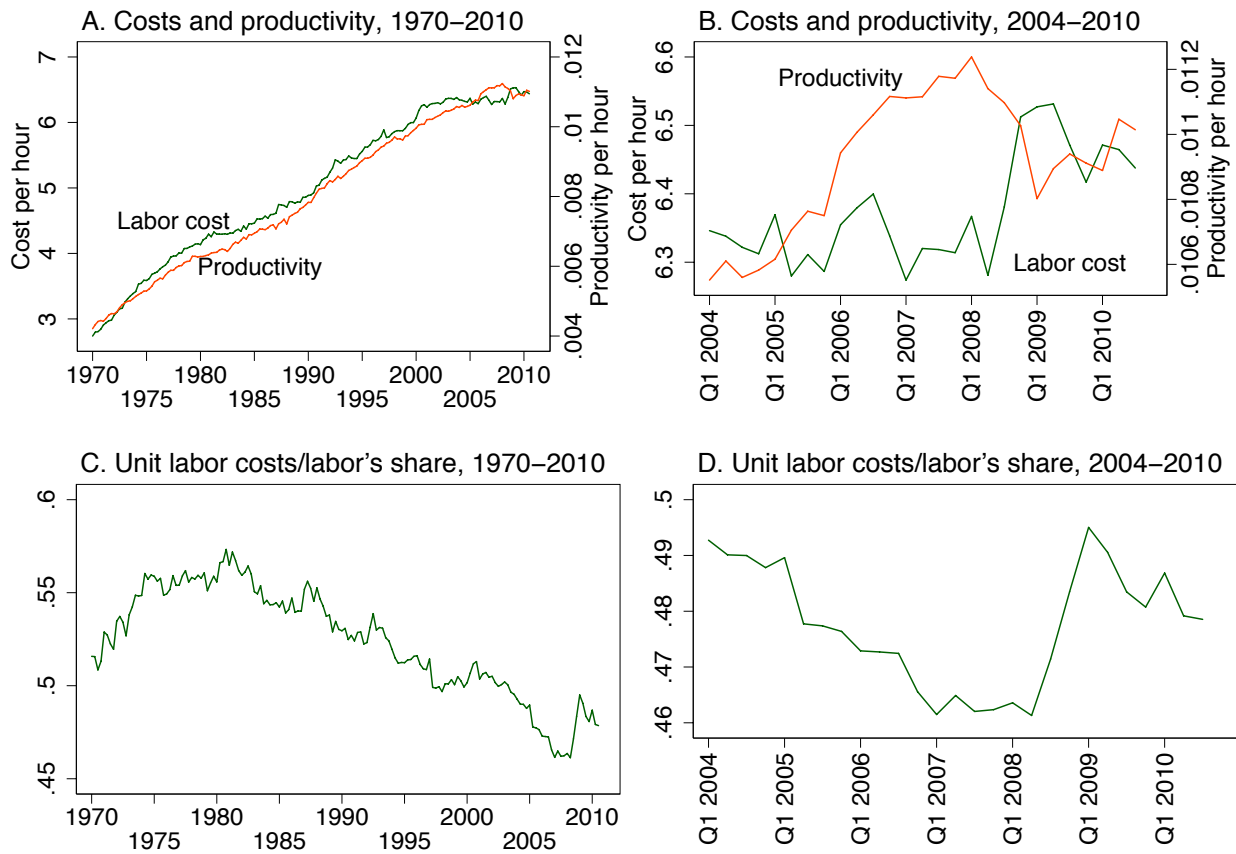 A. Costs and productivity, 1970–2010
Cost per hour
7
6
5
4
3
Productivity per hour
.012
.01
.008
.006
.004
Labor cost
Productivity
1970
1975
1980
1985
1990
1995
2000
2005
2010
B. Costs and productivity, 2004–2010
Cost per hour
6.6
6.5
6.4
6.3
Productivity per hour
.0112
.011
.0108
.0106
Productivity
Labor cost
Q1 2004
Q1 2005
Q1 2006
Q1 2007
Q1 2008
Q1 2009
Q1 2010
C. Unit labor costs/labor’s share, 1970–2010
.6
.55
.5
.45
1970
1975
1980
1985
1990
1995
2000
2005
2010
D. Unit labor costs/labor’s share, 2004–2010
.5
.49
.48
.47
.46
Q1 2004
Q1 2005
Q1 2006
Q1 2007
Q1 2008
Q1 2009
Q1 2010